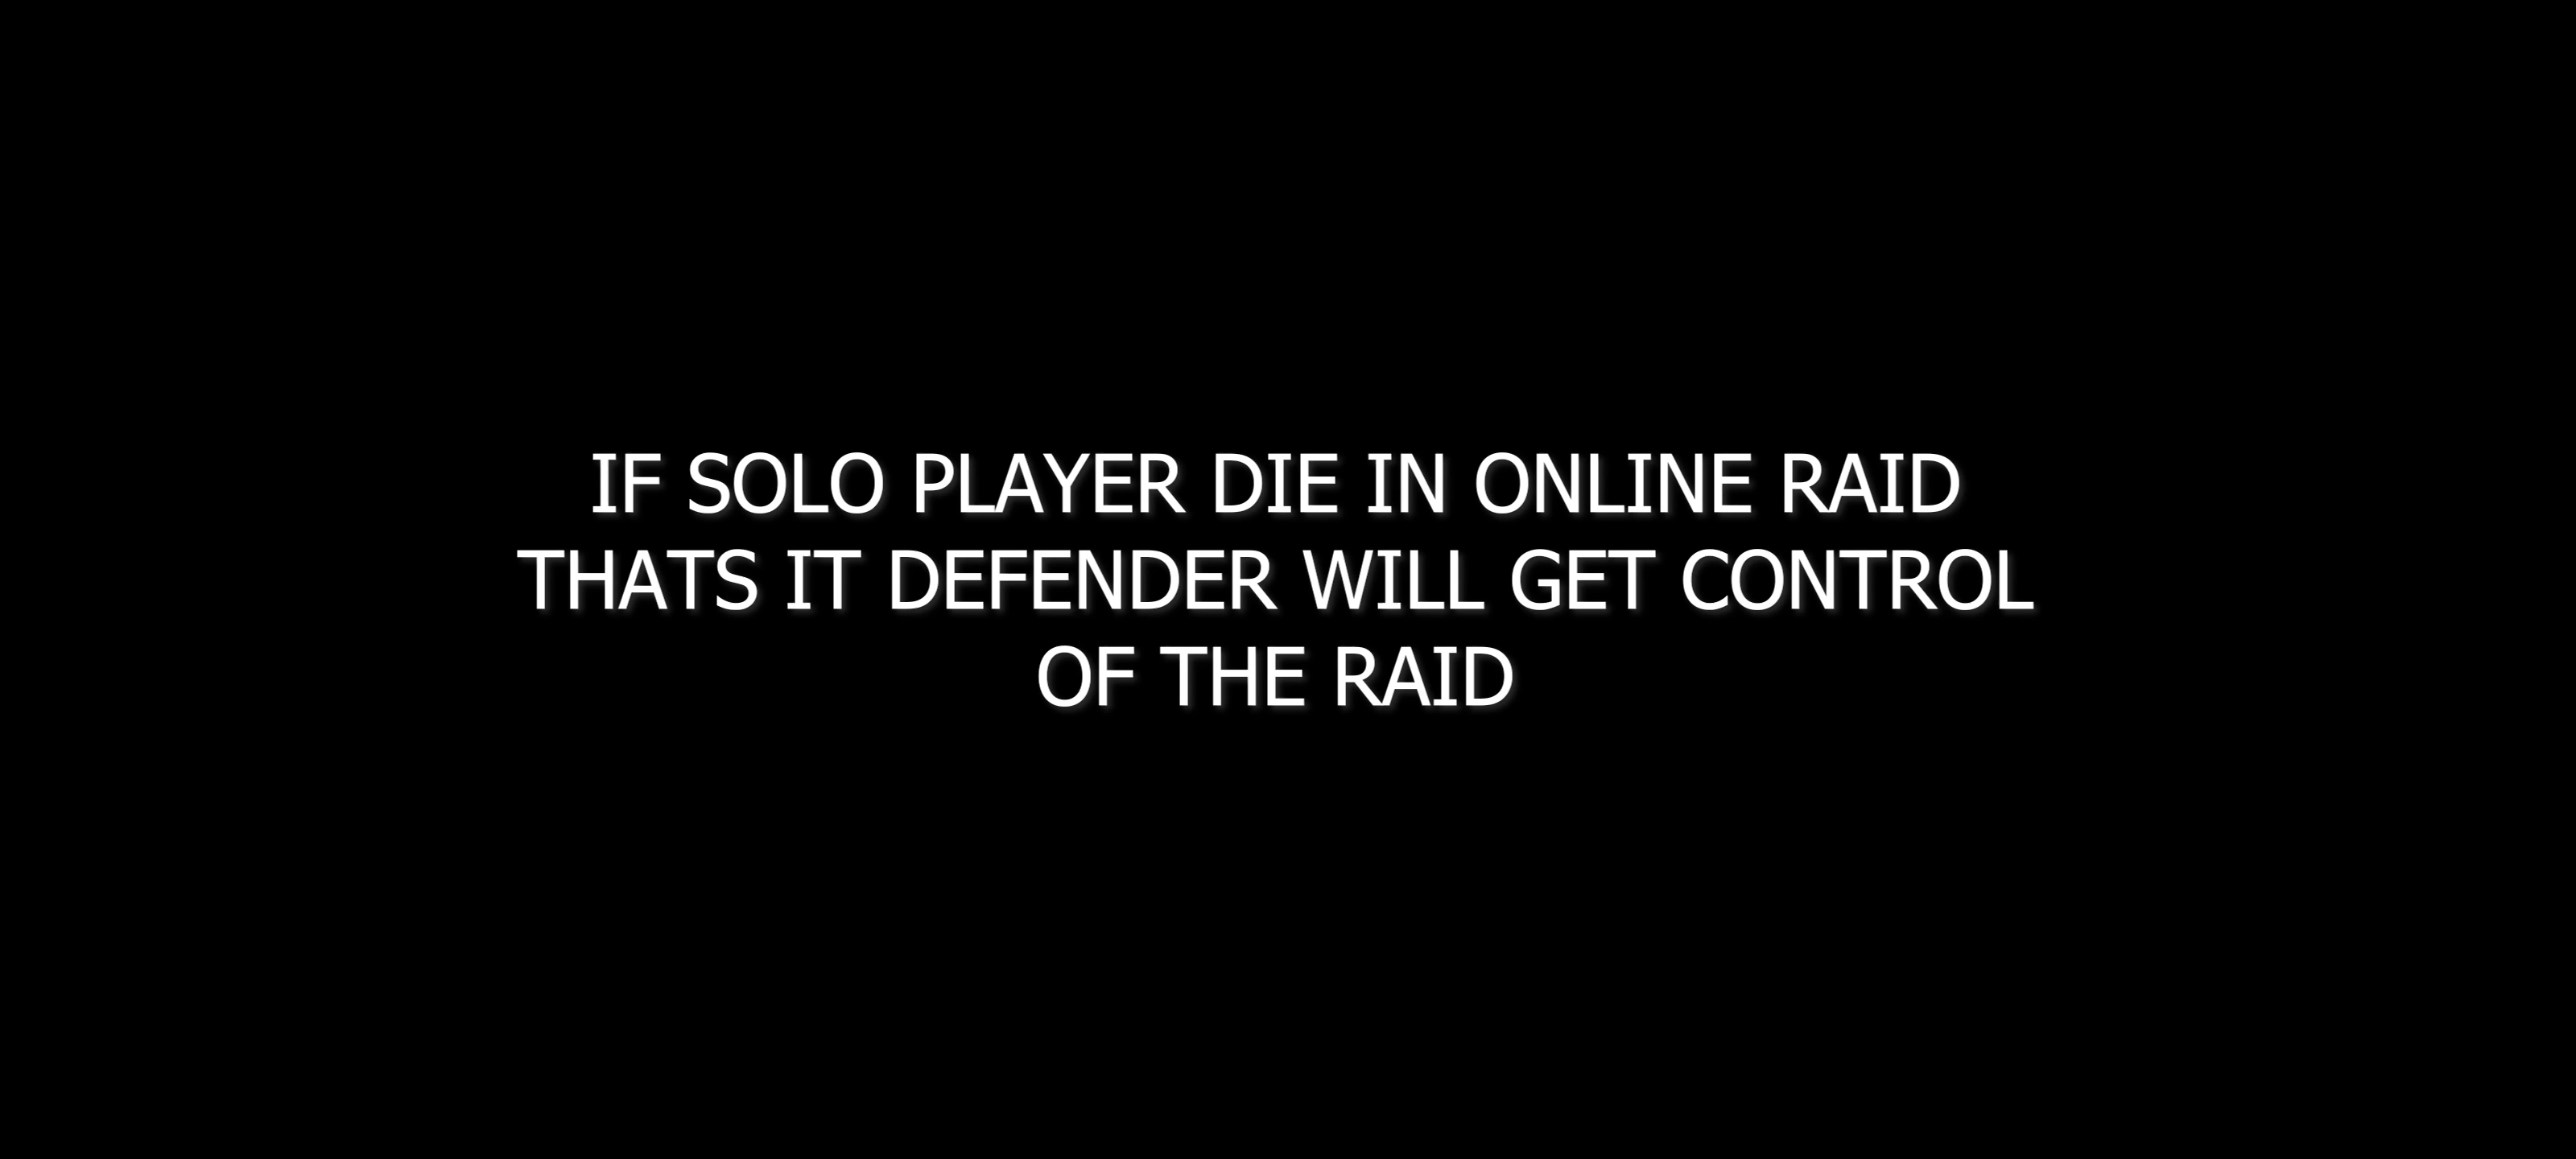 IF SOLO PLAYER DIE IN ONLINE RAID
THATS IT DEFENDER WILL GET CONTROL
OF THE RAID